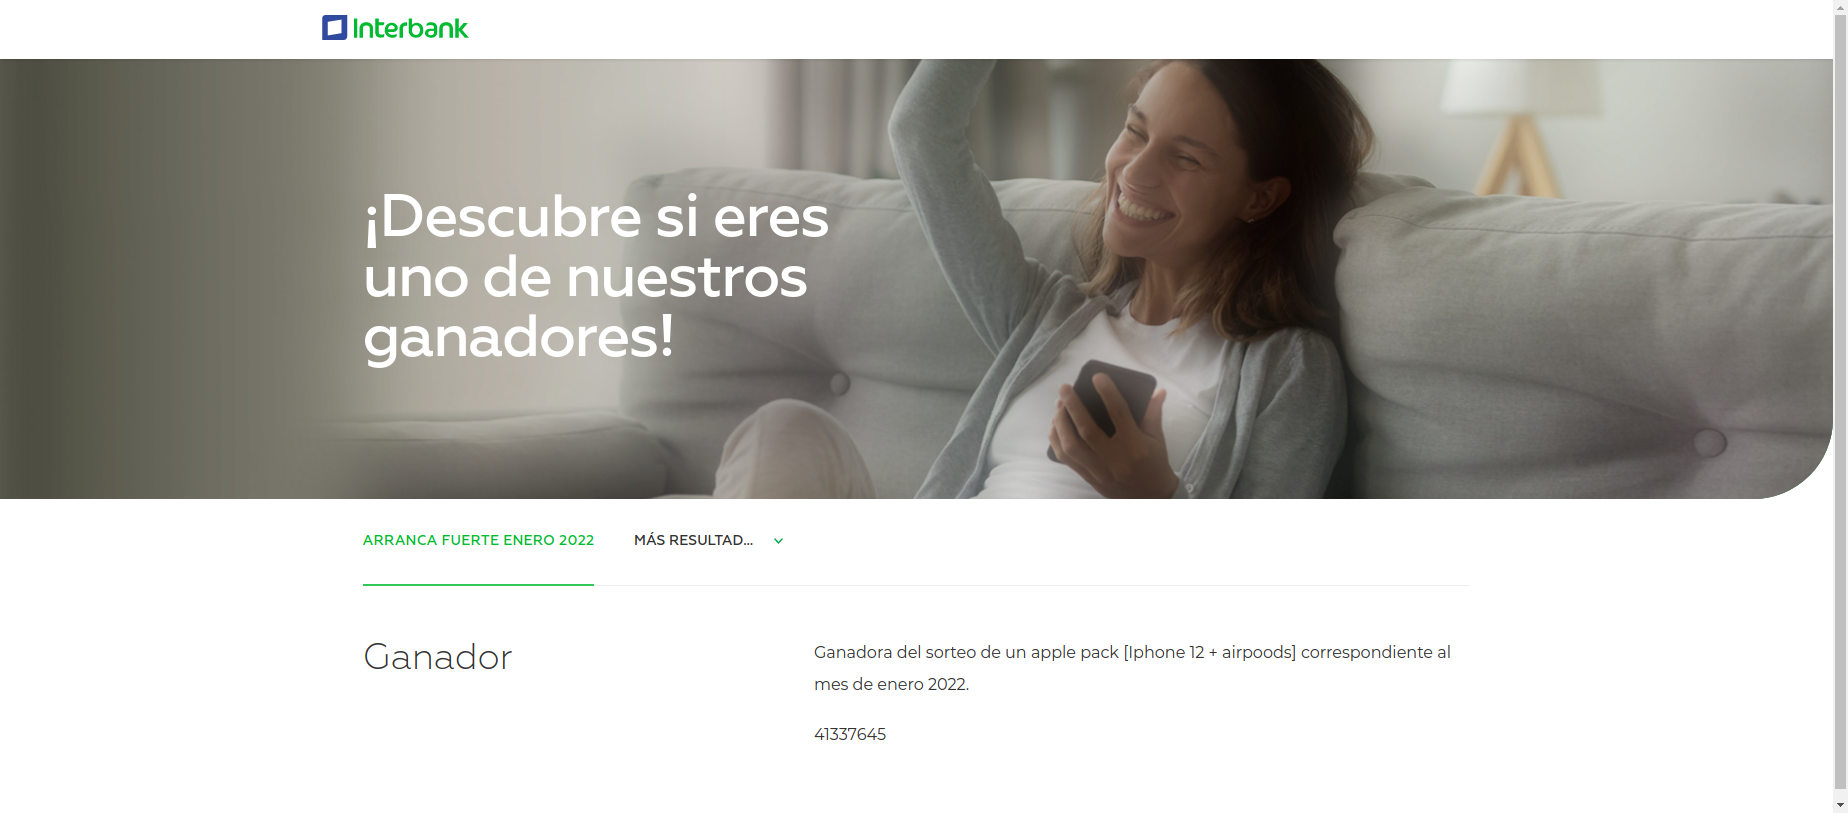 Interbank
¡Descubre si eres
uno de nuestros
ganadores!
ARRANCA FUERTE ENERO 2022
MÁS RESULTAD...
Ganador
Ganadora del sorteo de un apple pack [Iphone 12 + airpoods] correspondiente al
mes de enero 2022.
41337645